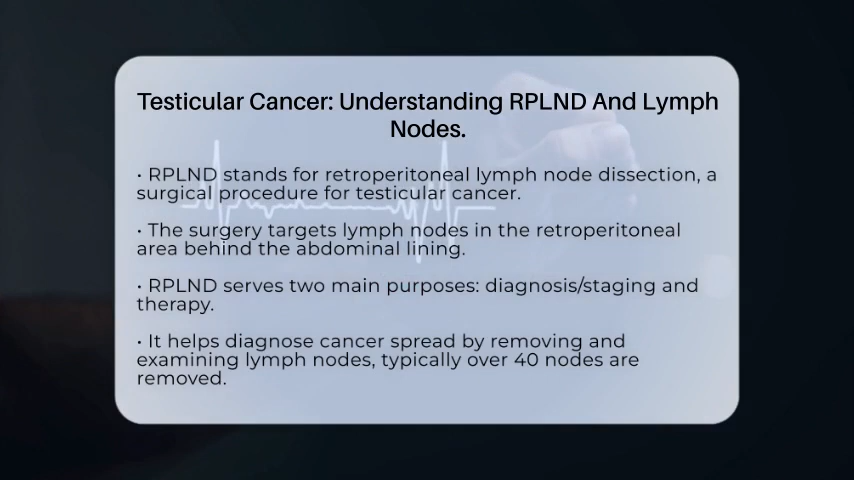 Testicular Cancer: Understanding RPLND And Lymph
Nodes.
• RPLND stands for retroperitoneal lymph node dissection, a
surgical procedure for testicular cancer.
• The surgery targets lymph nodes in the retroperitoneal
area behind the abdominal lining.
• RPLND serves two main purposes: diagnosis/staging and
therapy.
• It helps diagnose cancer spread by removing and
examining lymph nodes, typically over 40 nodes are
removed.